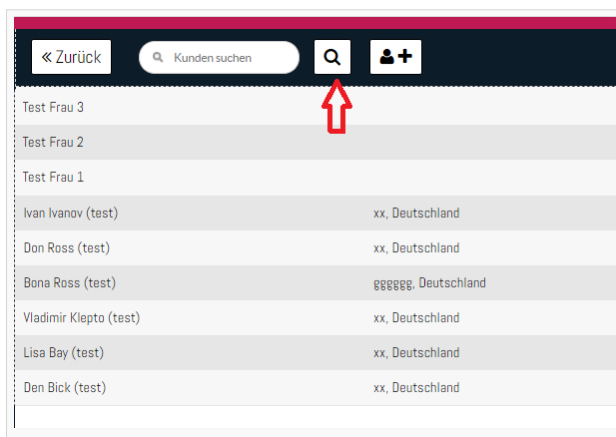 « Zurück Kunden suchen
Test Frau 3
Test Frau 2
Test Frau 1
Ivan Ivanov (test) xx, Deutschland
Don Ross (test) xx, Deutschland
Bona Ross (test) gggggg, Deutschland
Vladimir Klepto (test) xx, Deutschland
Lisa Bay (test) xx, Deutschland
Den Bick (test) xx, Deutschland